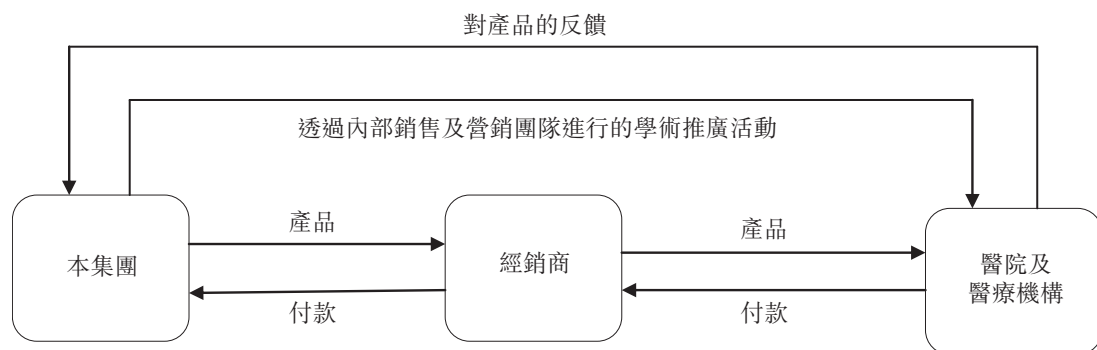 對產品的反饋
透過內部銷售及營銷團隊進行的學術推廣活動
本集團
產品
付款
經銷商
產品
付款
醫院及
醫療機構